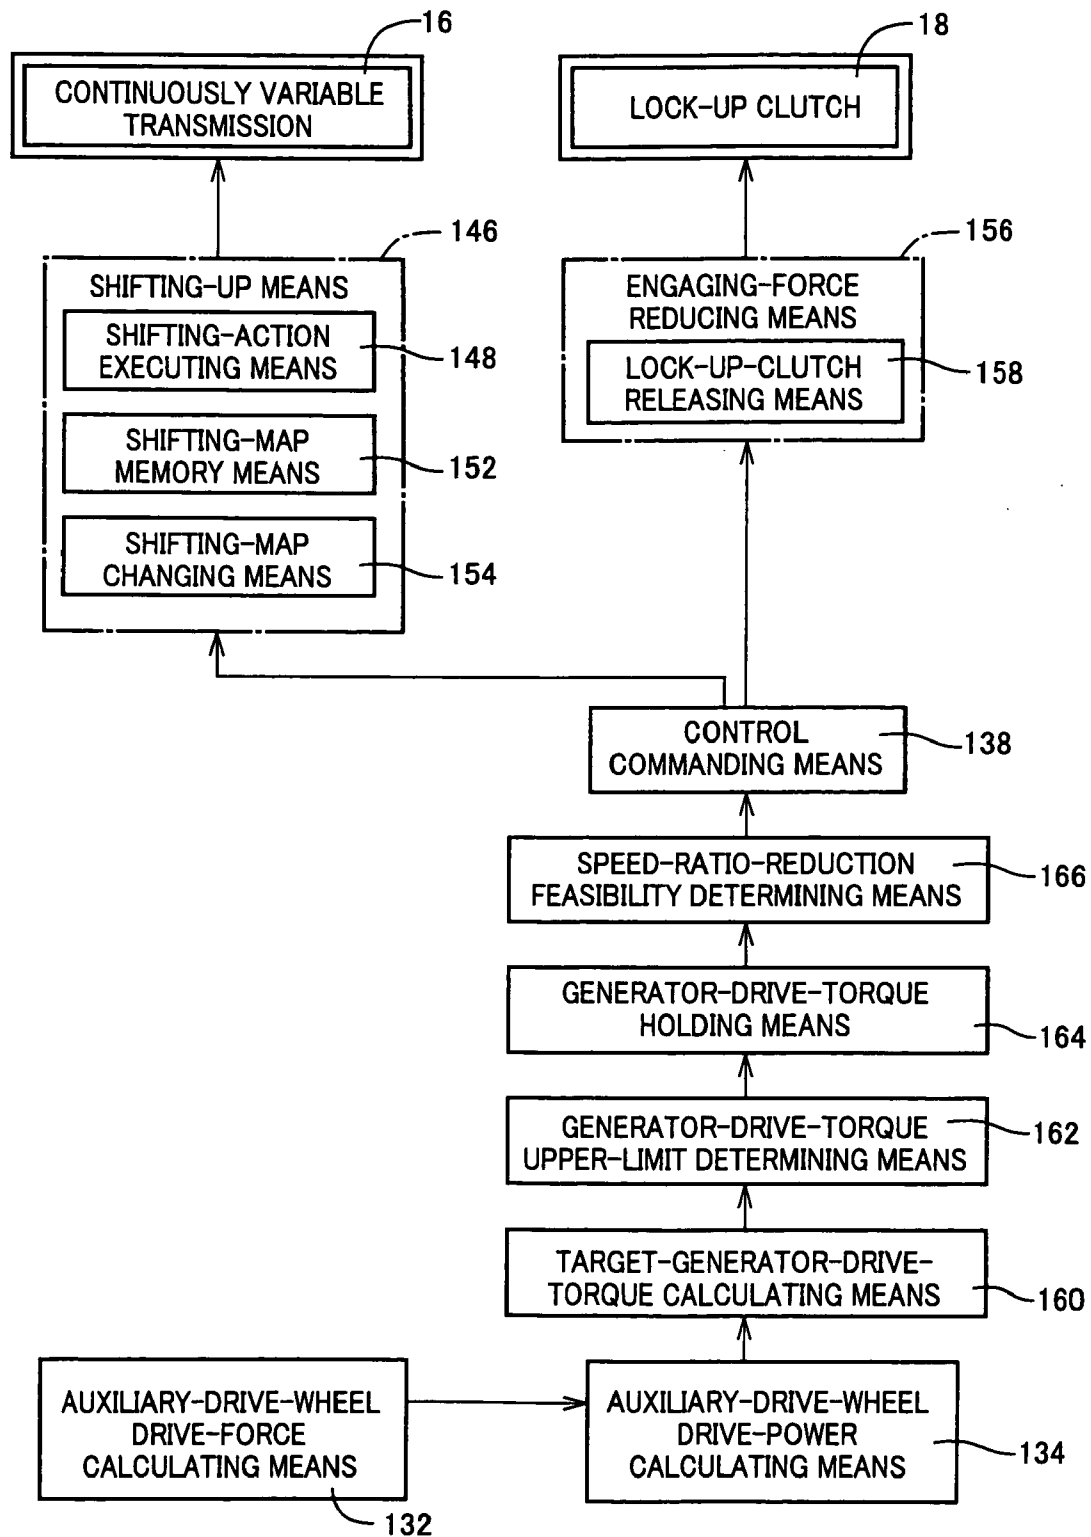 16
18
CONTINUOUSLY VARIABLE
TRANSMISSION
LOCK-UP CLUTCH
146
156
SHIFTING-UP MEANS
SHIFTING-ACTION
EXECUTING MEANS
148
SHIFTING-MAP
MEMORY MEANS
152
SHIFTING-MAP
CHANGING MEANS
154
ENGAGING-FORCE
REDUCING MEANS
LOCK-UP-CLUTCH
RELEASING MEANS
158
CONTROL
COMMANDING MEANS
138
SPEED-RATIO-REDUCTION
FEASIBILITY DETERMINING MEANS
166
GENERATOR-DRIVE-TORQUE
HOLDING MEANS
164
GENERATOR-DRIVE-TORQUE
UPPER-LIMIT DETERMINING MEANS
162
TARGET-GENERATOR-DRIVE-
TORQUE CALCULATING MEANS
160
AUXILIARY-DRIVE-WHEEL
DRIVE-FORCE
CALCULATING MEANS
132
AUXILIARY-DRIVE-WHEEL
DRIVE-POWER
CALCULATING MEANS
134